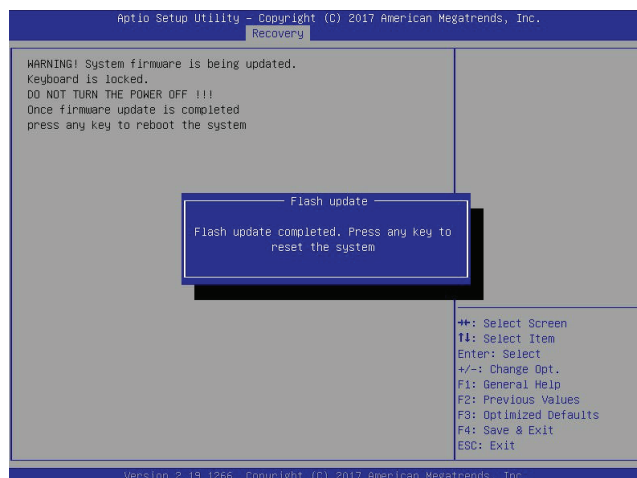 Aptio Setup Utility – Copyright (C) 2017 American Megatrends, Inc.
Recovery
WARNING! System firmware is being updated.
Keyboard is locked.
DO NOT TURN THE POWER OFF !!!
Once firmware update is completed
press any key to reboot the system
Flash update
Flash update completed. Press any key to
reset the system
→←: Select Screen
↑↓: Select Item
Enter: Select
+/-: Change Opt.
F1: General Help
F2: Previous Values
F3: Optimized Defaults
F4: Save & Exit
ESC: Exit
Version 2.19.1266. Copyright (C) 2017 American Megatrends, Inc.